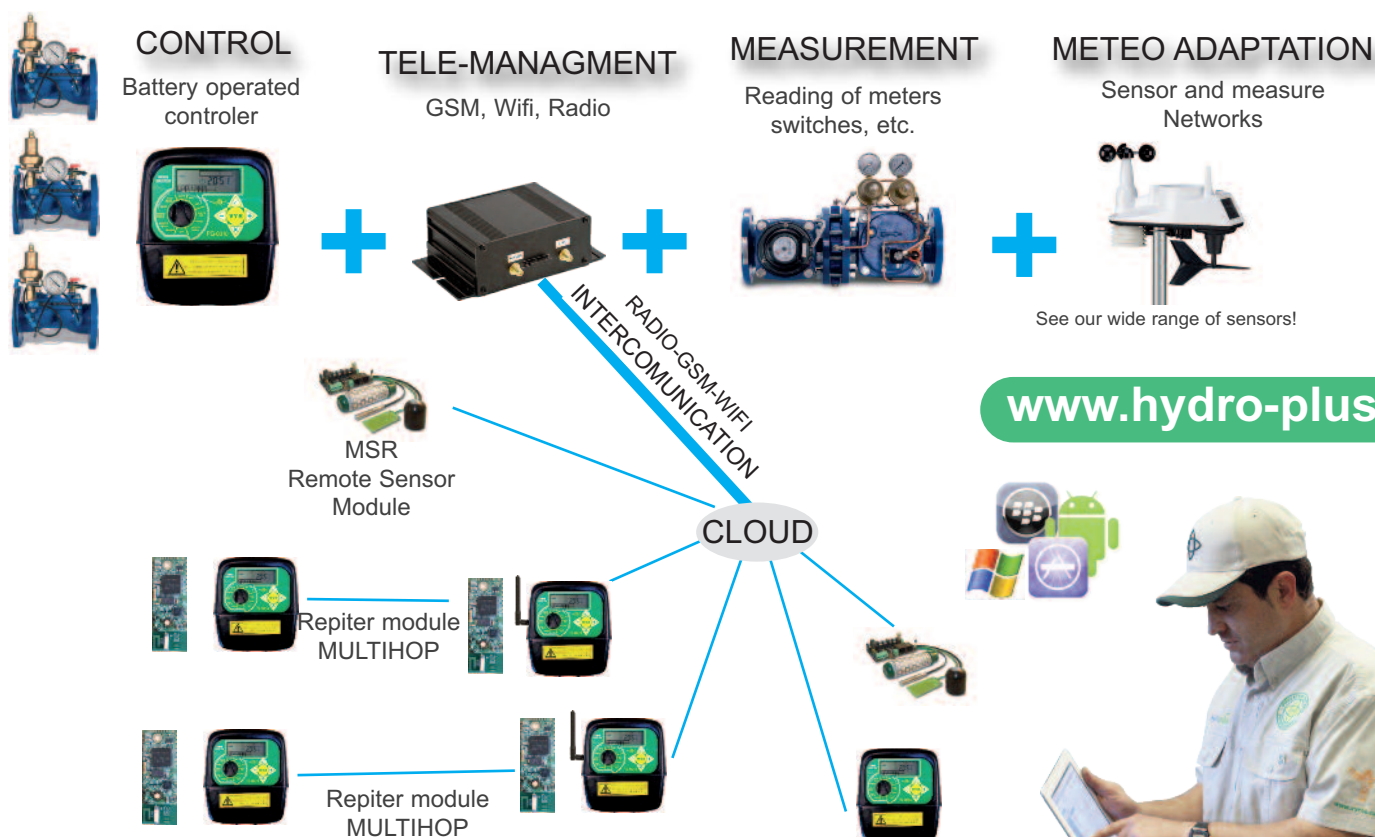 CONTROL
Battery operated
controler
TELE-MANAGMENT
GSM, Wifi, Radio
MEASUREMENT
Reading of meters
switches, etc.
METEO ADAPTATION
Sensor and measure
Networks
See our wide range of sensors!
RADIO-GSM-WIFI
INTERCOMUNICATION
www.hydro-plus
MSR
Remote Sensor
Module
CLOUD
Repiter module
MULTIHOP
Repiter module
MULTIHOP